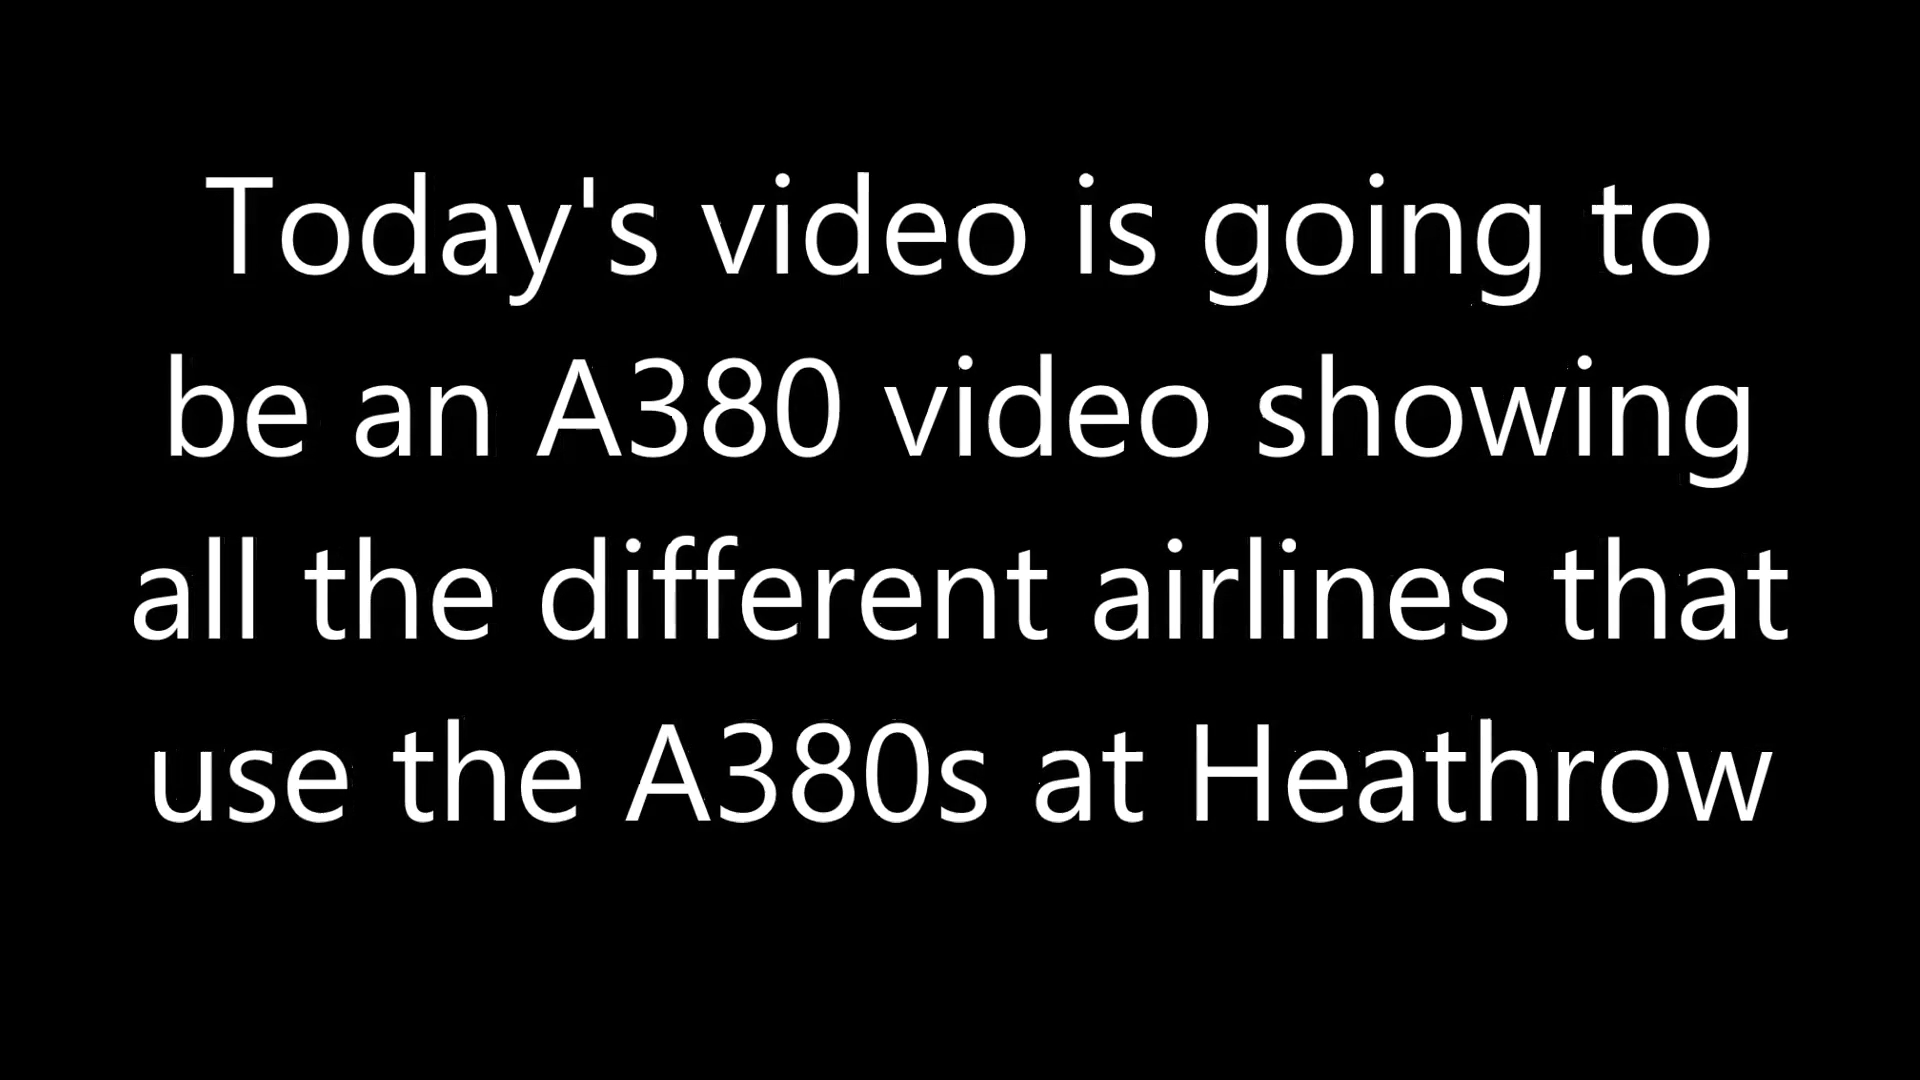 Today's video is going to
be an A380 video showing
all the different airlines that
use the A380s at Heathrow